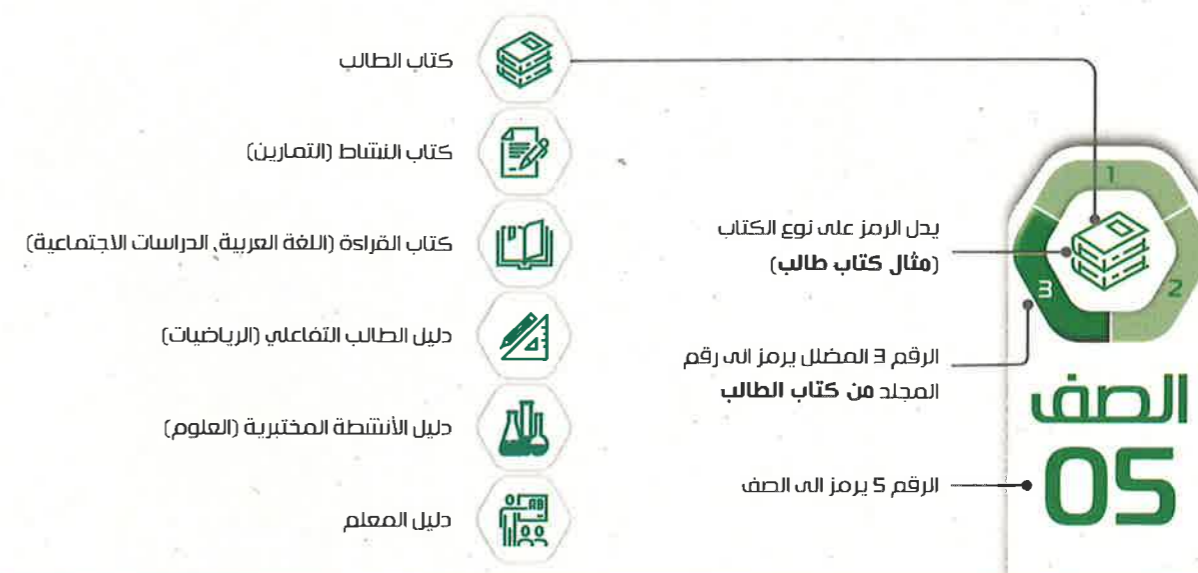 1
2
3
الصف
05
يدل الرمز على نوع الكتاب
(مثال كتاب طالب)
الرقم 3 المضلل يرمز الى رقم
المجلد من كتاب الطالب
الرقم 5 يرمز الى الصف
كتاب الطالب
كتاب النشاط (التمارين)
كتاب القراءة (اللغة العربية، الدراسات الاجتماعية)
دليل الطالب التفاعلي (الرياضيات)
دليل الأنشطة المختبرية (العلوم)
AB
دليل المعلم